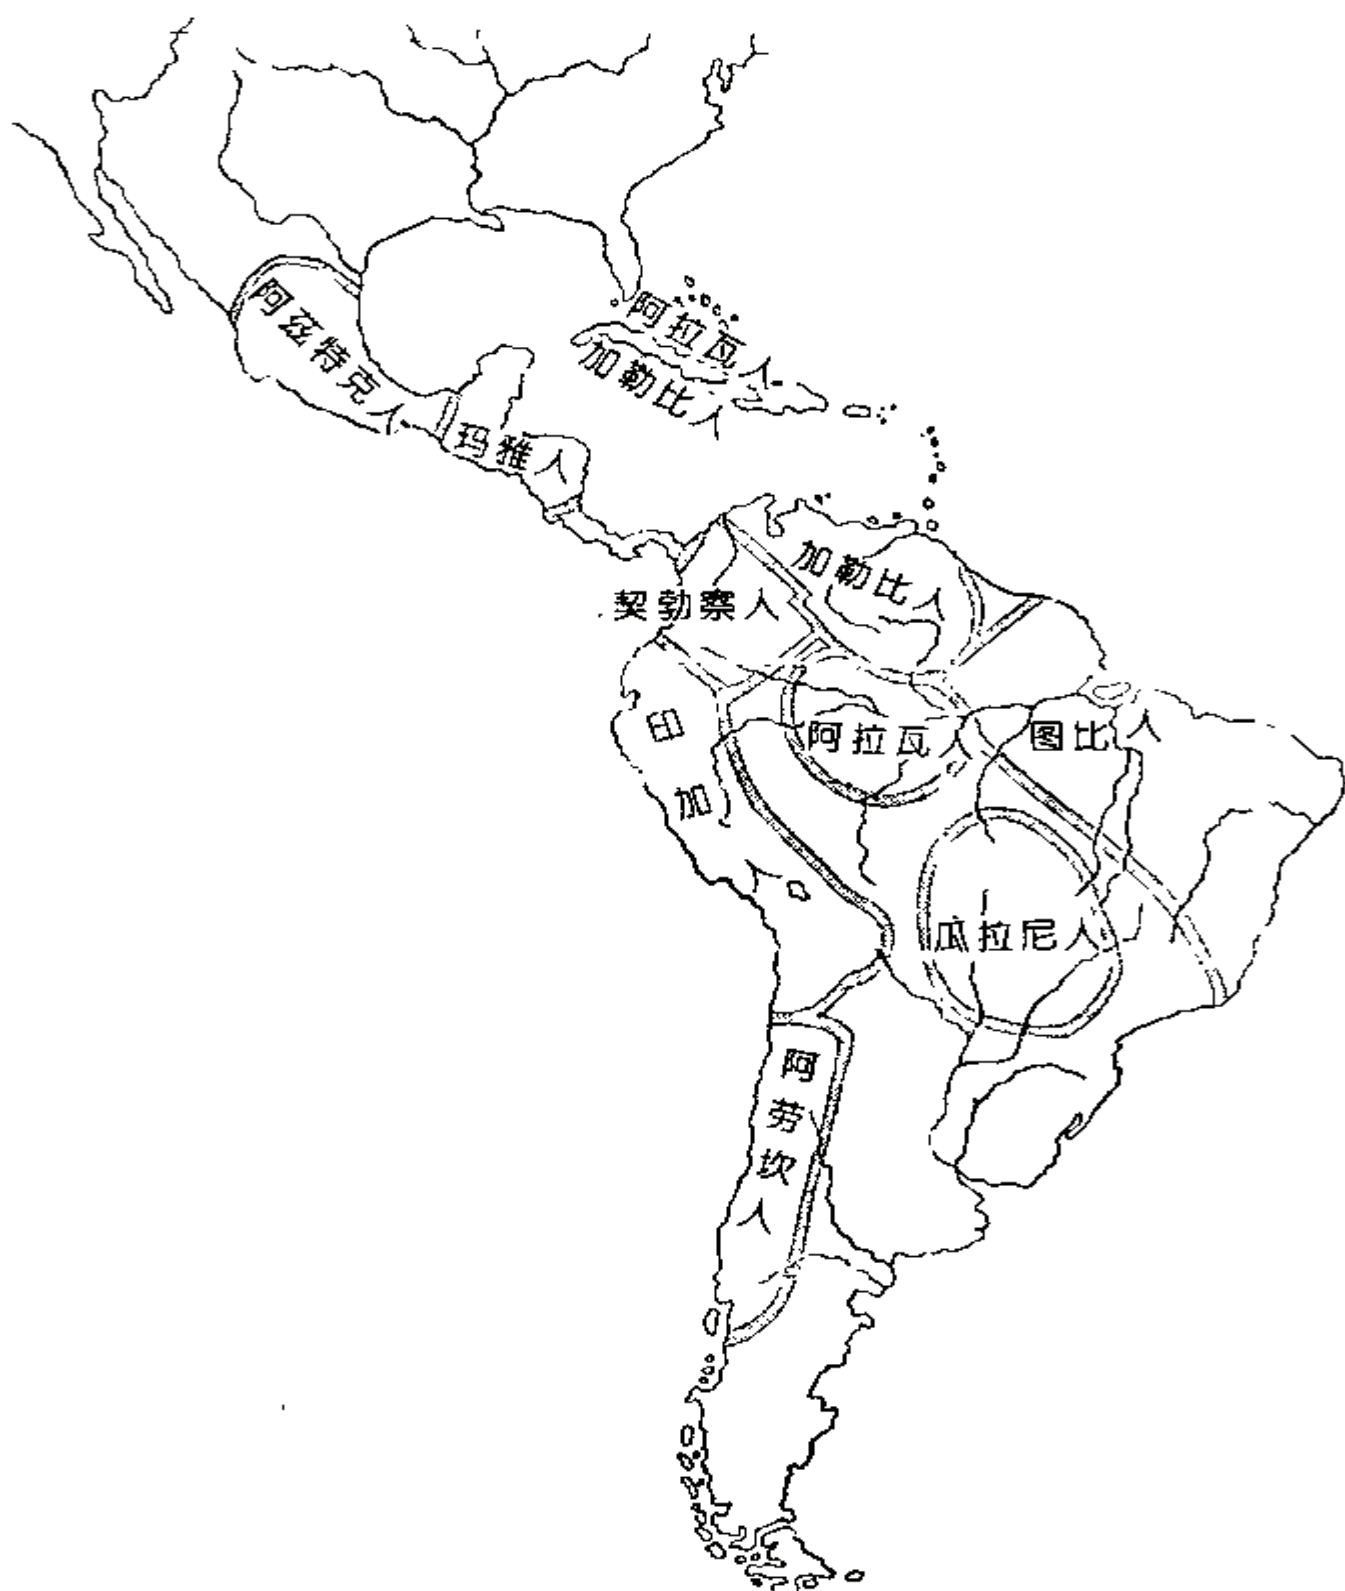 阿兹特克人
阿拉瓦人
加勒比人
玛雅人
加勒比人
契勃察人
印加人
阿拉瓦人
图比人
瓜拉尼人
阿劳坎人